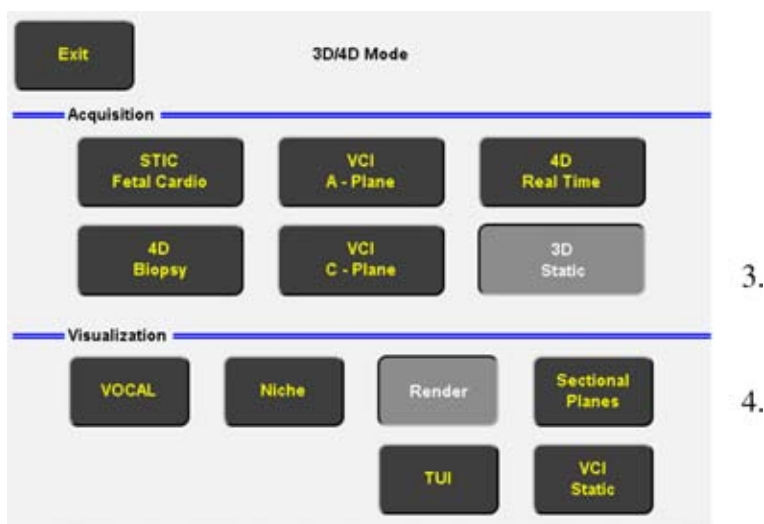 Exit
3D/4D Mode
Acquisition
STIC
Fetal Cardio
VCI
A - Plane
4D
Real Time
4D
Biopsy
VCI
C - Plane
3D
Static
3.
Visualization
VOCAL
Niche
Render
Sectional
Planes
4.
TUI
VCI
Static